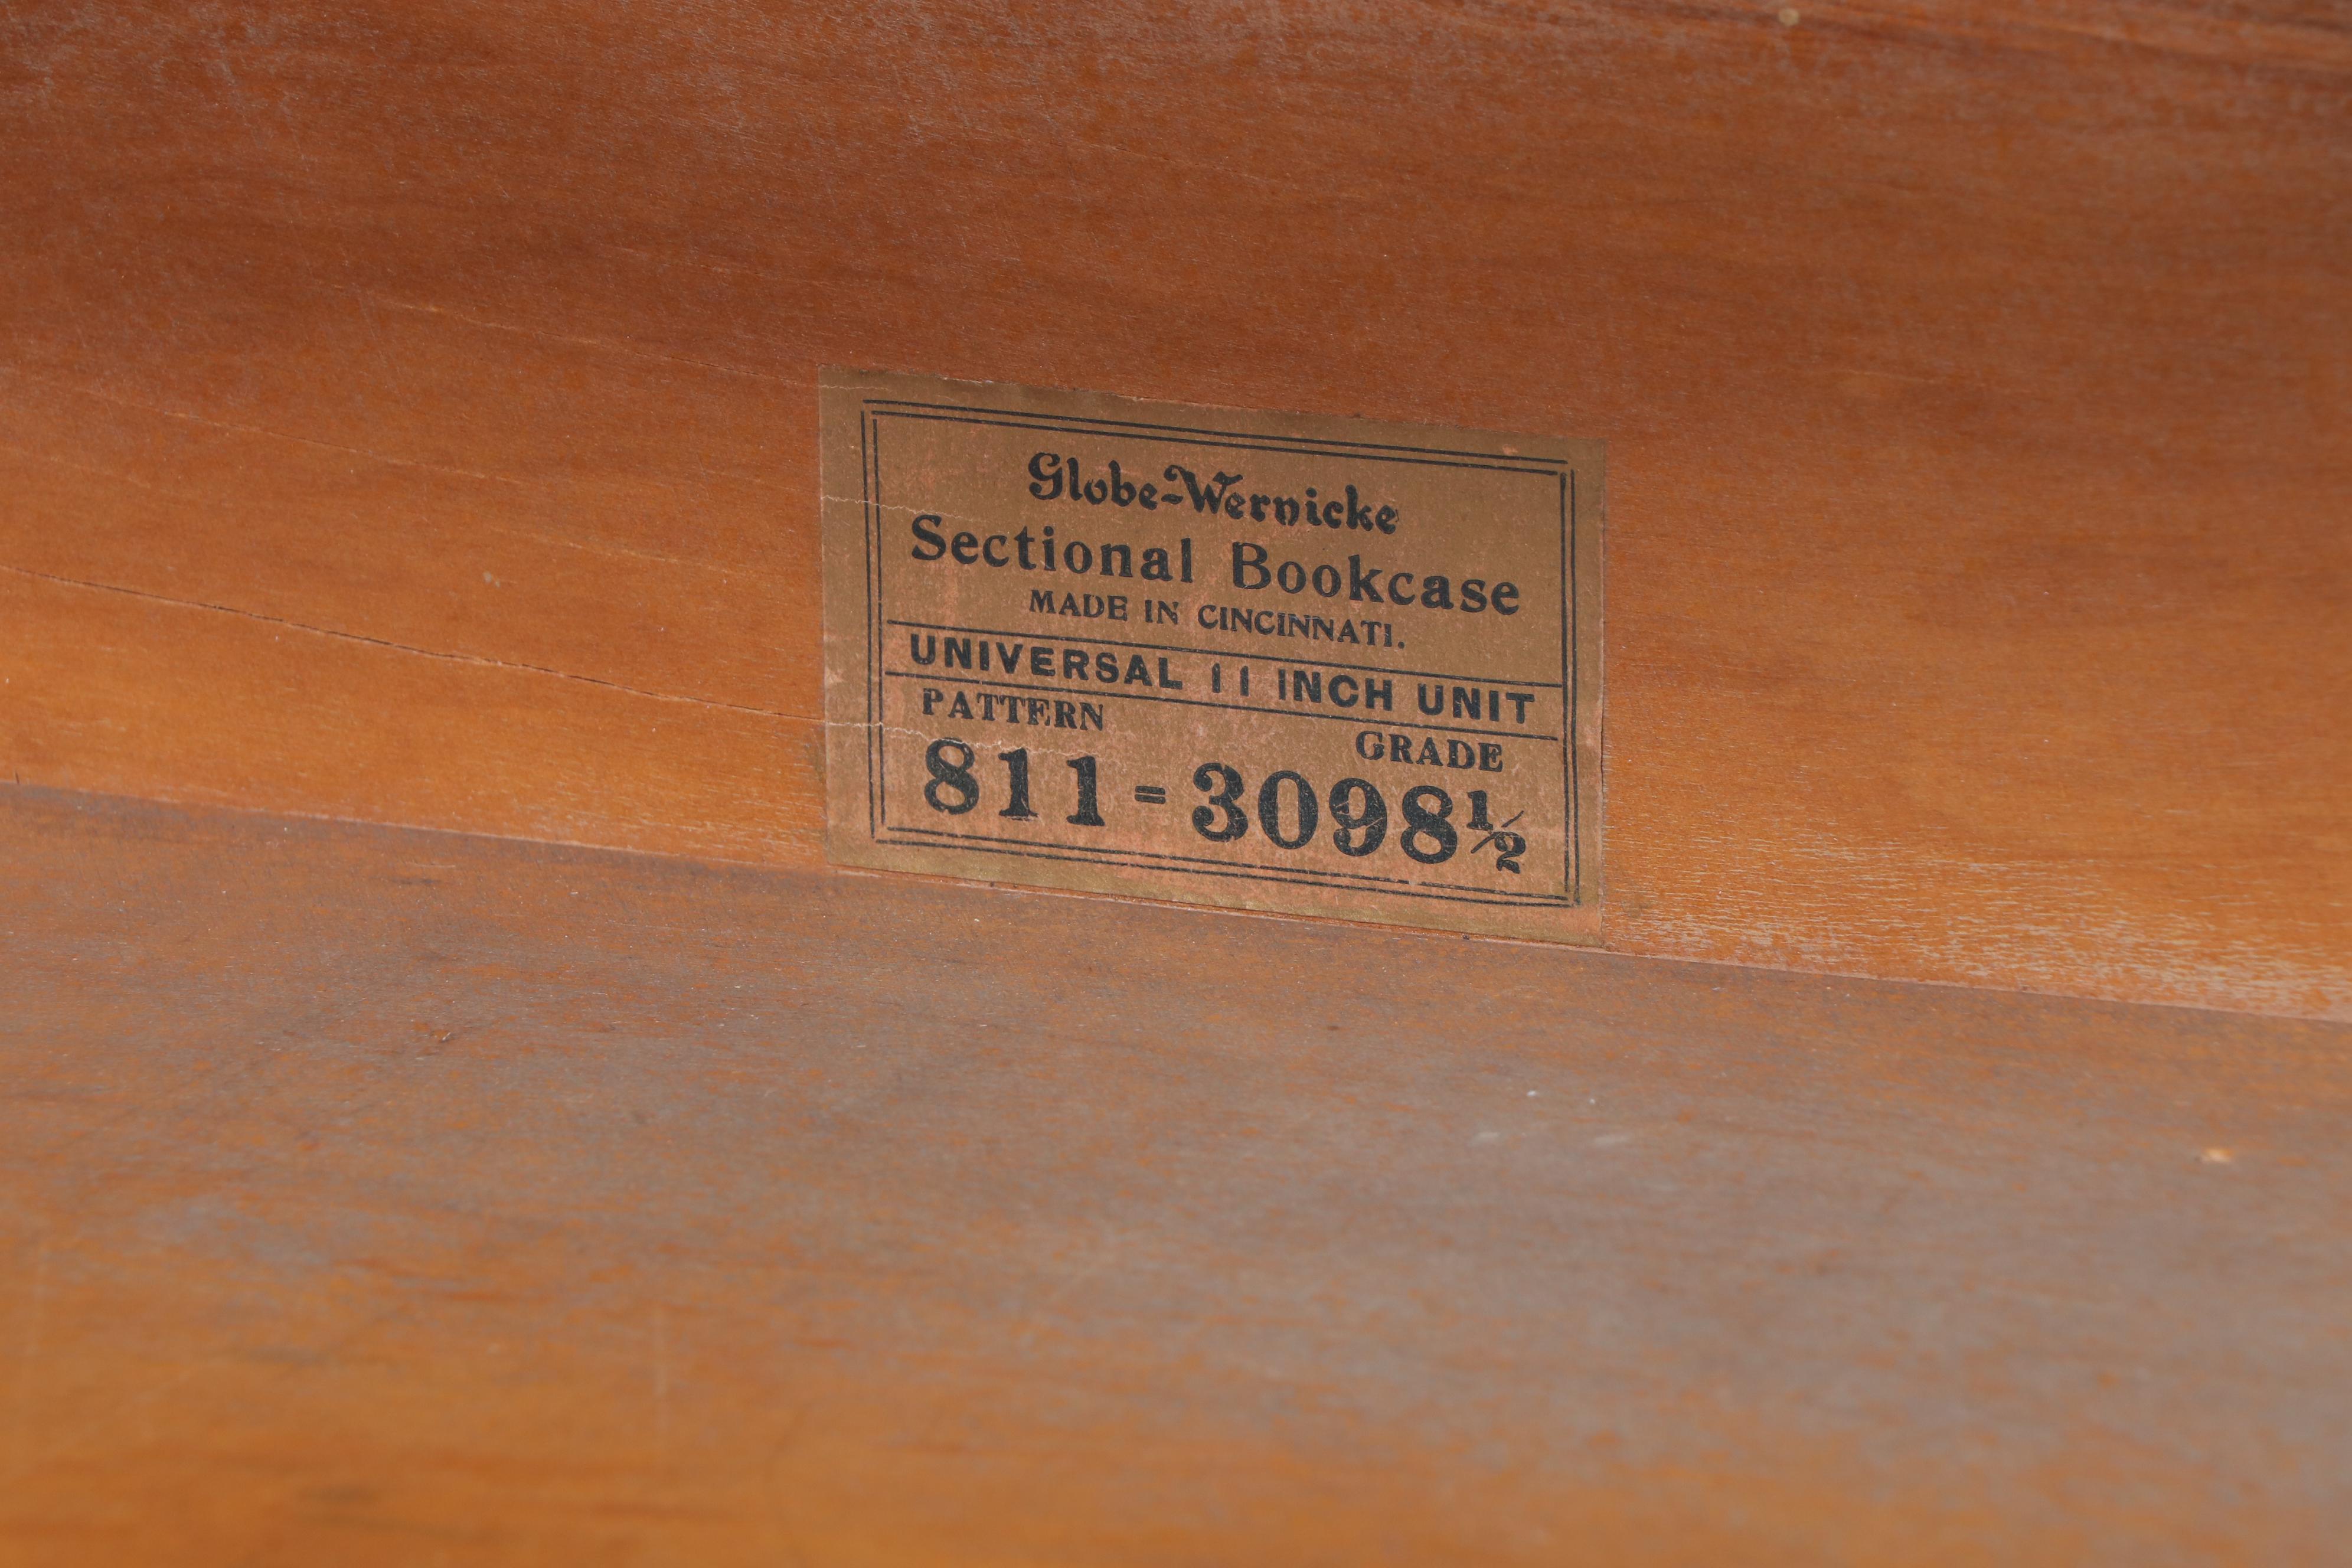 Globe-Wernicke
Sectional Bookcase
MADE IN CINCINNATI.
UNIVERSAL 11 INCH UNIT
PATTERN GRADE
811=3098½